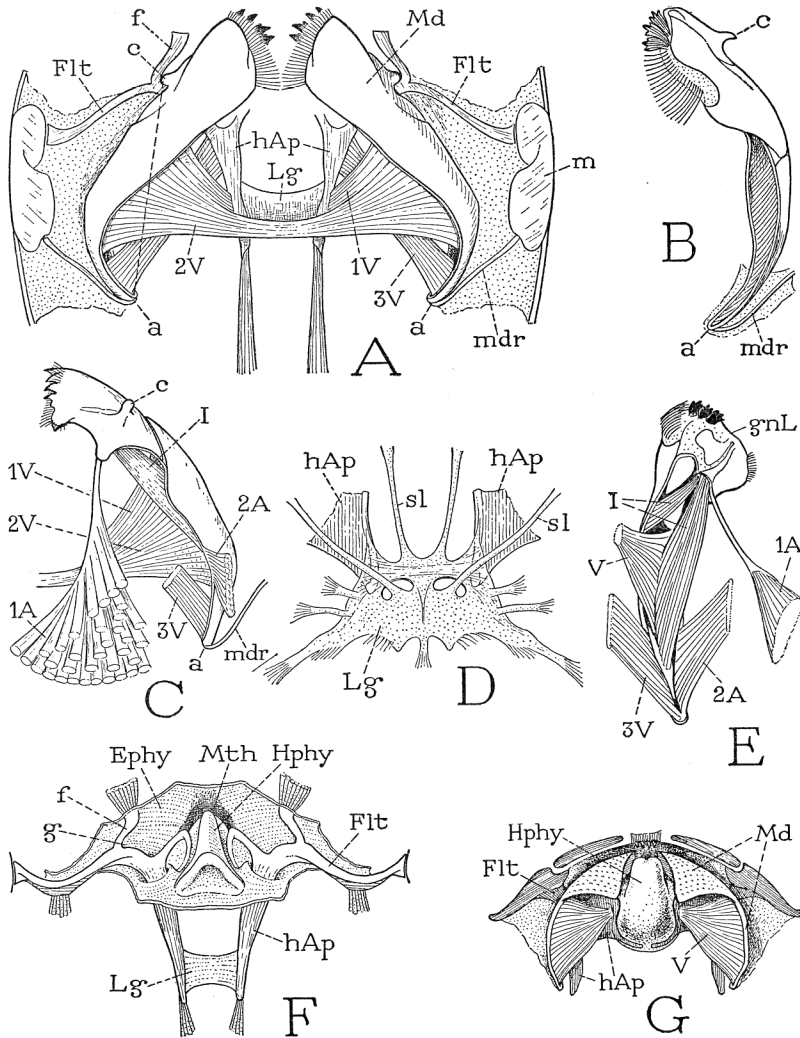 f
c
Md
Flt
Flt
hAp
Lg
m
2V
1V
3V
a
a
mdr
A
c
B
a
mdr
c
I
1V
2V
2A
1A
3V
a
mdr
C
hAp
hAp
sl
sl
Lg
D
gnL
I
V
1A
2A
3V
E
Ephy
Mth
Hphy
f
g
Flt
hAp
Lg
F
Hphy
Md
Flt
V
hAp
G